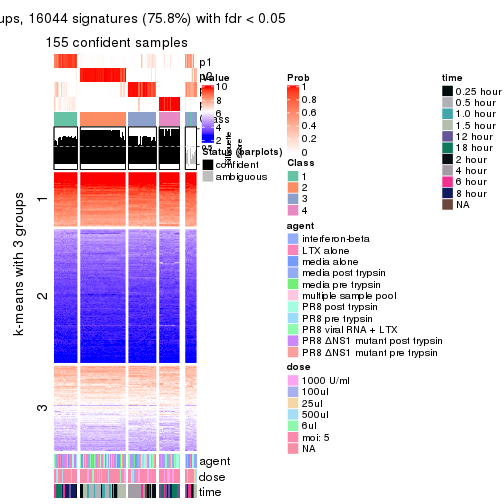 ups, 16044 signatures (75.8%) with fdr < 0.05
155 confident samples
p1
value
10
8
6
4
2
Status (barplots)
confident
ambiguous
Silhouette
score
k-means with 3 groups
1
2
3
agent
dose
time
Prob
1
0.8
0.6
0.4
0.2
0
Class
1
2
3
4
agent
interferon-beta
LTX alone
media alone
media post trypsin
media pre trypsin
multiple sample pool
PR8 post trypsin
PR8 pre trypsin
PR8 viral RNA + LTX
PR8 ΔNS1 mutant post trypsin
PR8 ΔNS1 mutant pre trypsin
dose
1000 U/ml
100ul
25ul
500ul
6ul
moi: 5
NA
time
0.25 hour
0.5 hour
1.0 hour
1.5 hour
12 hour
18 hour
2 hour
4 hour
6 hour
8 hour
NA